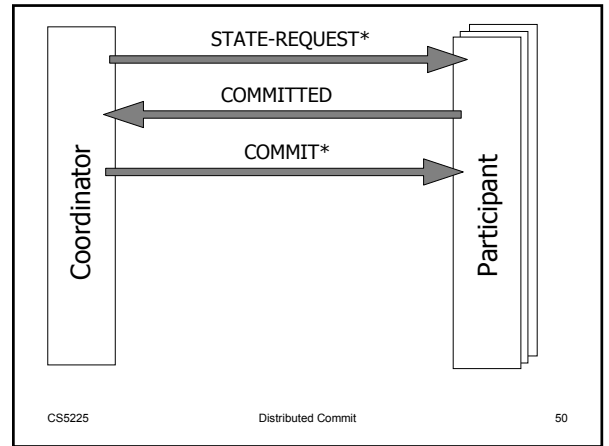 STATE-REQUEST*
COMMITTED
COMMIT*
Coordinator
Participant
CS5225 Distributed Commit 50